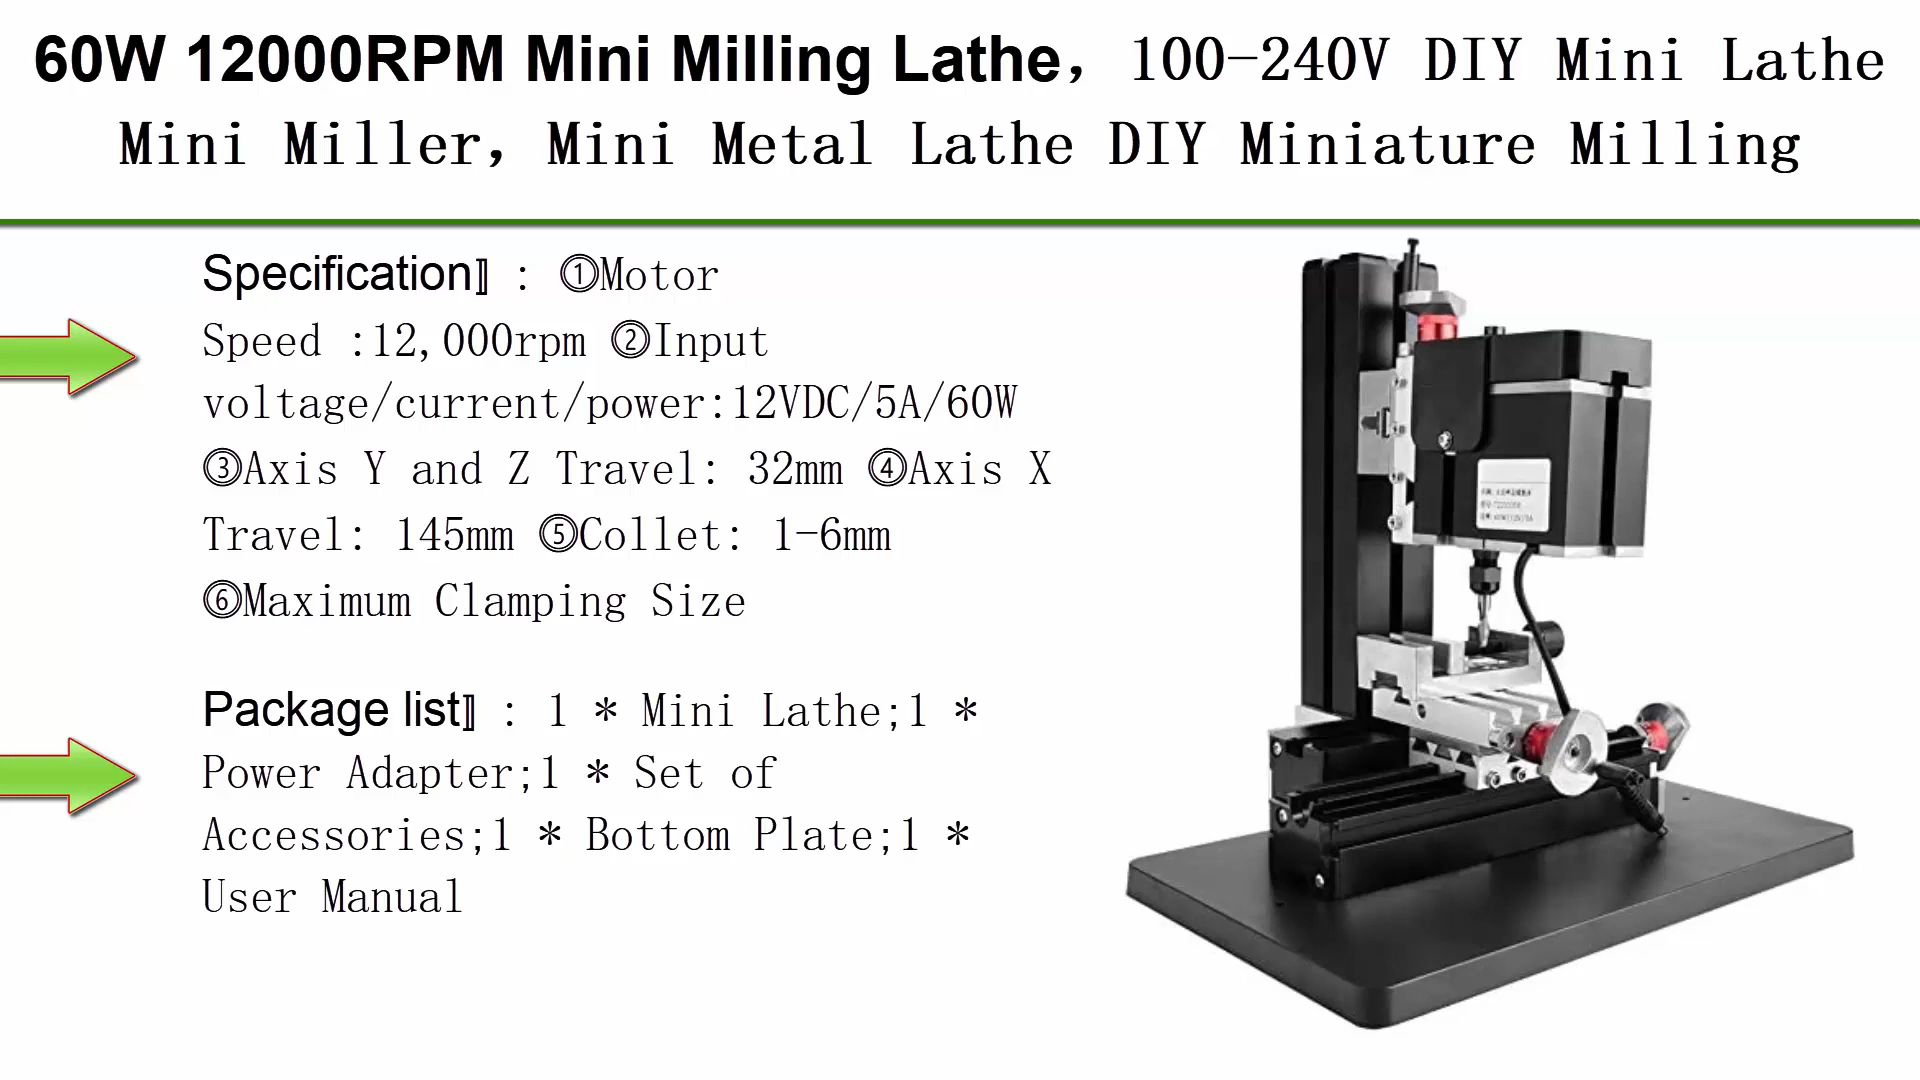 60W 12000RPM Mini Milling Lathe，100-240V DIY Mini Lathe
Mini Miller，Mini Metal Lathe DIY Miniature Milling
Specification】 : ①Motor
Speed :12,000rpm ②Input
voltage/current/power:12VDC/5A/60W
③Axis Y and Z Travel: 32mm ④Axis X
Travel: 145mm ⑤Collet: 1-6mm
⑥Maximum Clamping Size
Package list】 : 1 * Mini Lathe;1 *
Power Adapter;1 * Set of
Accessories;1 * Bottom Plate;1 *
User Manual